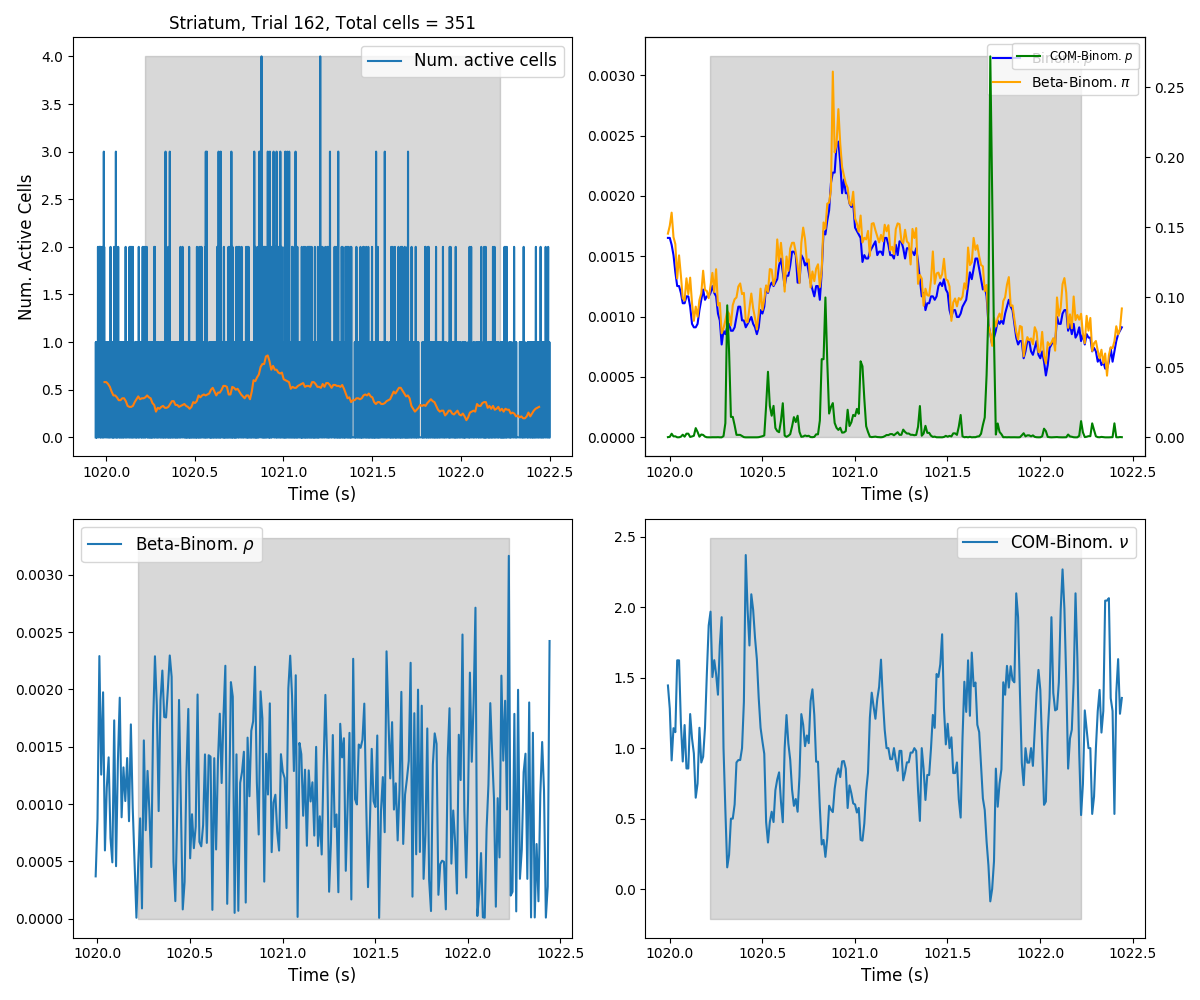 Striatum, Trial 162, Total cells = 351
Num. active cells
4.0
3.5
3.0
2.5
2.0
1.5
1.0
0.5
0.0
Num. Active Cells
1020.0 1020.5 1021.0 1021.5 1022.0 1022.5
Time (s)
COM-Binom. p
Beta-Binom. π
0.0030
0.0025
0.0020
0.0015
0.0010
0.0005
0.0000
0.25
0.20
0.15
0.10
0.05
0.00
1020.0 1020.5 1021.0 1021.5 1022.0 1022.5
Time (s)
Beta-Binom. ρ
0.0030
0.0025
0.0020
0.0015
0.0010
0.0005
0.0000
1020.0 1020.5 1021.0 1021.5 1022.0 1022.5
Time (s)
COM-Binom. ν
2.5
2.0
1.5
1.0
0.5
0.0
1020.0 1020.5 1021.0 1021.5 1022.0 1022.5
Time (s)